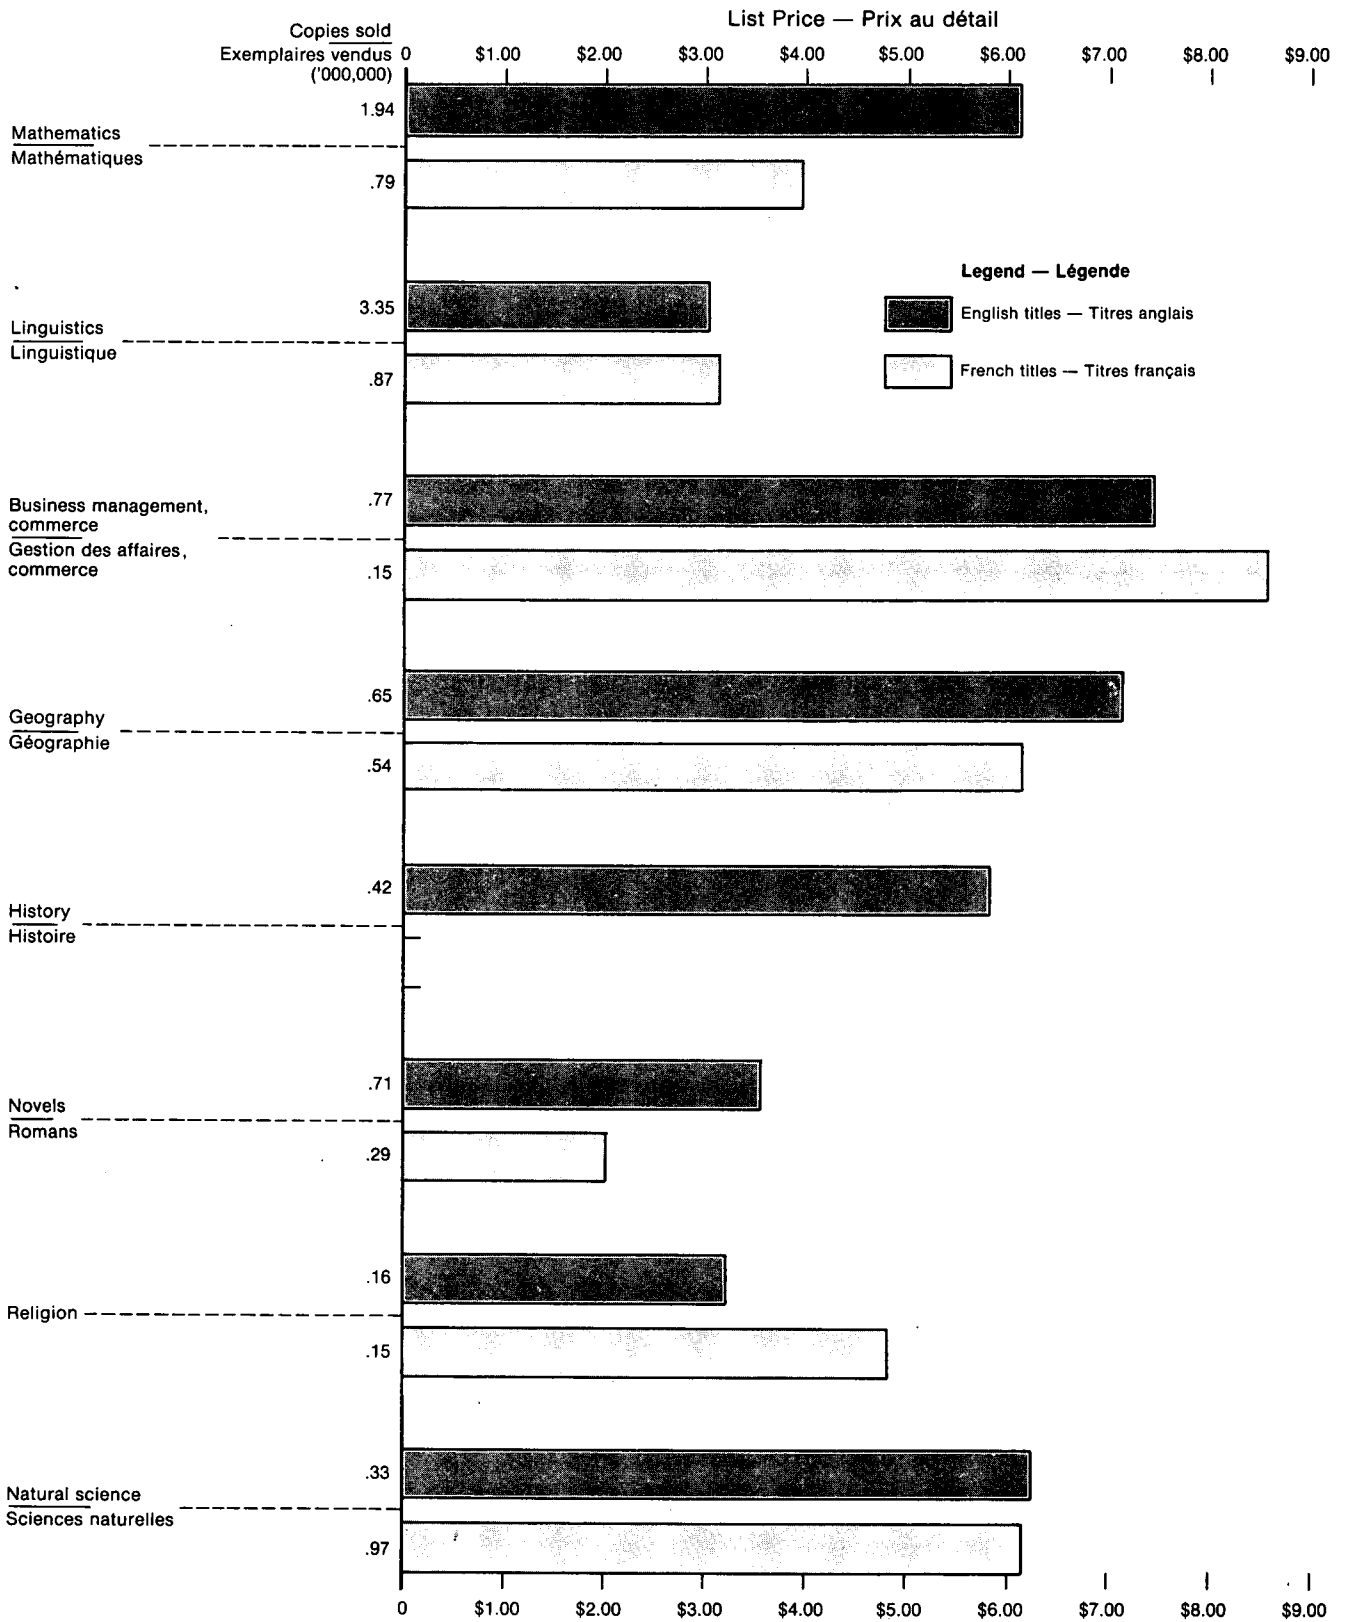 List Price — Prix au détail
Copies sold
Exemplaires vendus
('000,000)
0 $1.00 $2.00 $3.00 $4.00 $5.00 $6.00 $7.00 $8.00 $9.00
1.94
Mathematics
Mathématiques
.79
Legend — Légende
English titles — Titres anglais
French titles — Titres français
3.35
Linguistics
Linguistique
.87
.77
Business management,
commerce
Gestion des affaires,
commerce
.15
.65
Geography
Géographie
.54
.42
History
Histoire
.71
Novels
Romans
.29
.16
Religion
.15
.33
Natural science
Sciences naturelles
.97
0 $1.00 $2.00 $3.00 $4.00 $5.00 $6.00 $7.00 $8.00 $9.00